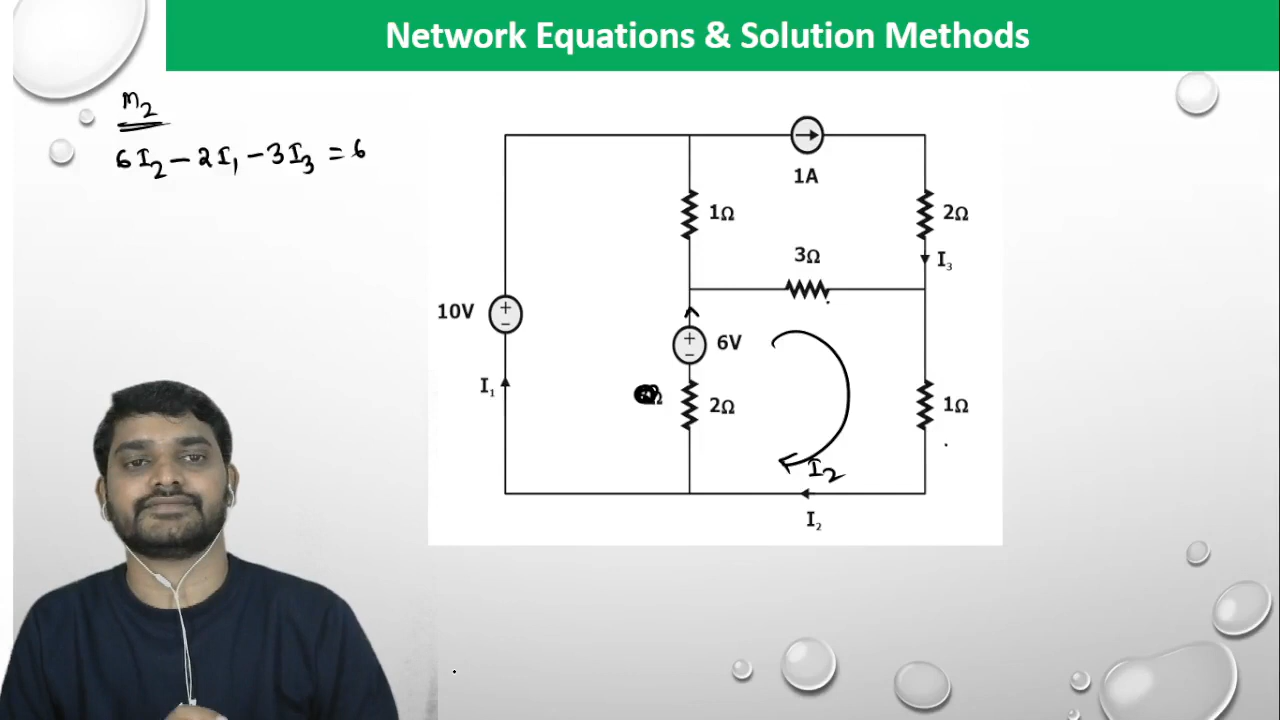 Network Equations & Solution Methods
M2
6I2 - 2I1 - 3I3 = 6
1A
1Ω
2Ω
3Ω
I3
10V
6V
I1
2Ω
1Ω
I2
I2